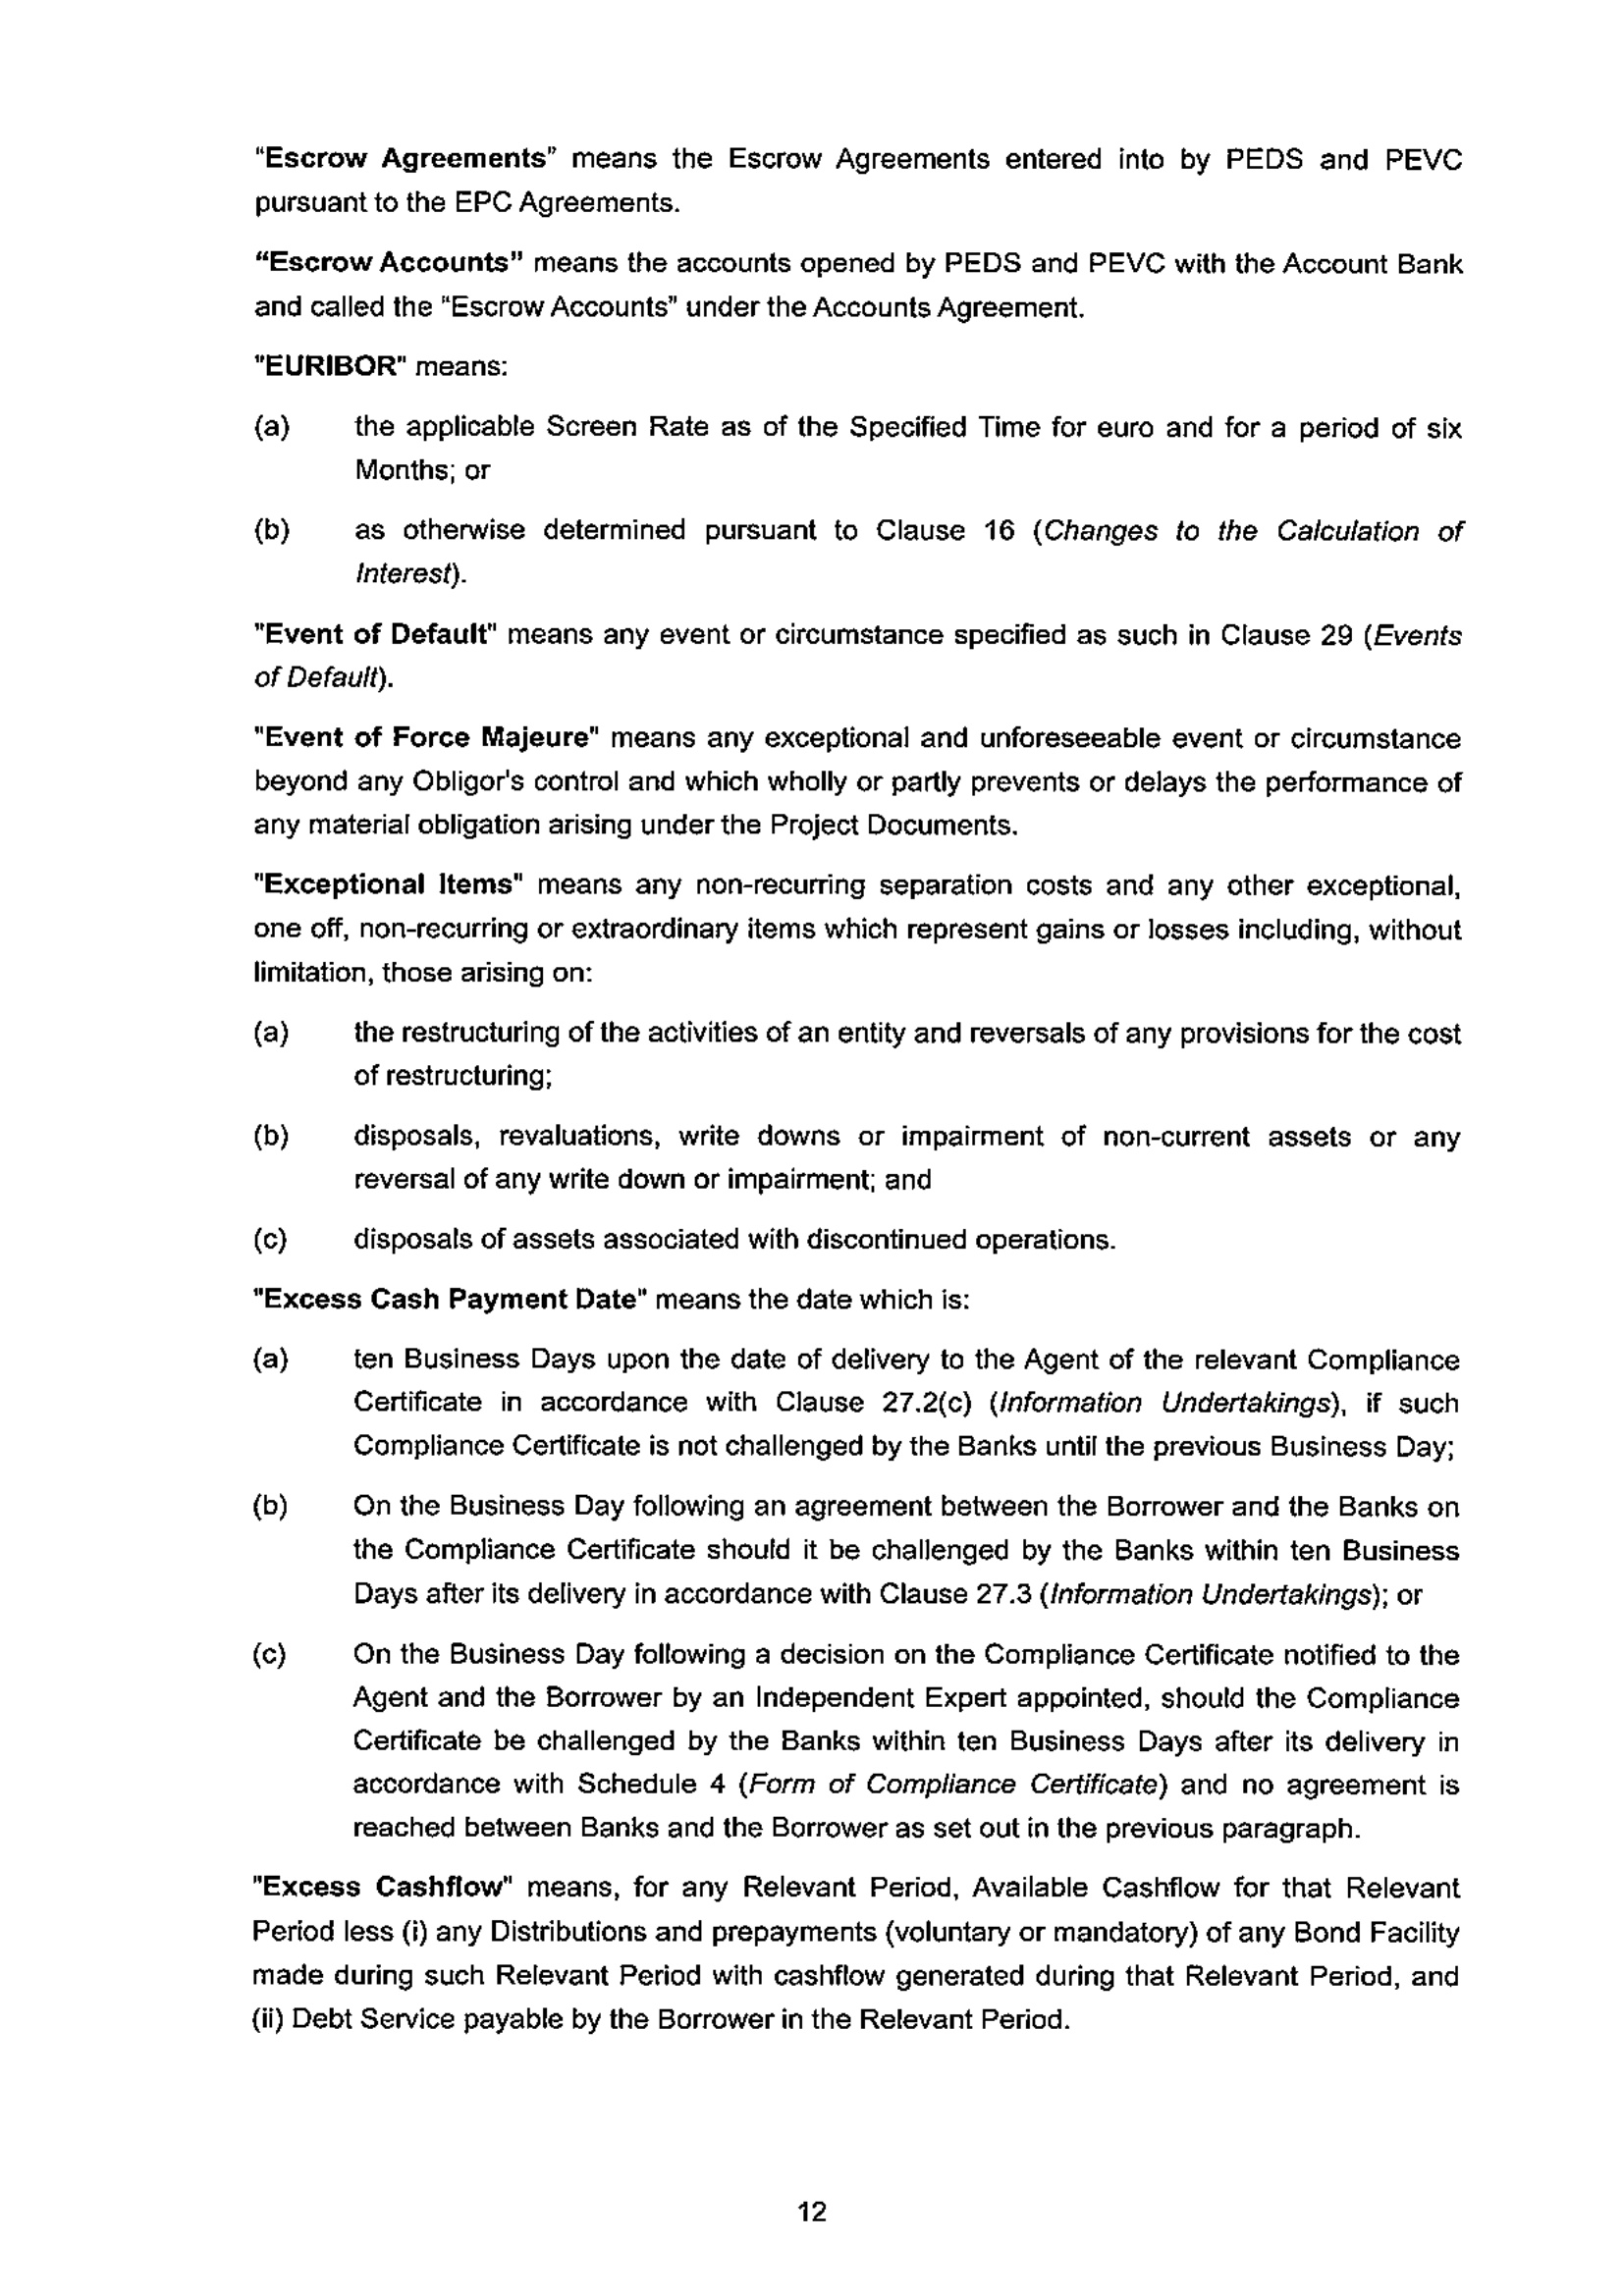 "Escrow Agreements" means the Escrow Agreements entered into by PEDS and PEVC
pursuant to the EPC Agreements.
"Escrow Accounts" means the accounts opened by PEDS and PEVC with the Account Bank
and called the "Escrow Accounts" under the Accounts Agreement.
"EURIBOR" means:
(a) the applicable Screen Rate as of the Specified Time for euro and for a period of six
Months; or
(b) as otherwise determined pursuant to Clause 16 (Changes to the Calculation of
Interest).
"Event of Default" means any event or circumstance specified as such in Clause 29 (Events
of Default).
"Event of Force Majeure" means any exceptional and unforeseeable event or circumstance
beyond any Obligor's control and which wholly or partly prevents or delays the performance of
any material obligation arising under the Project Documents.
"Exceptional Items" means any non-recurring separation costs and any other exceptional,
one off, non-recurring or extraordinary items which represent gains or losses including, without
limitation, those arising on:
(a) the restructuring of the activities of an entity and reversals of any provisions for the cost
of restructuring;
(b) disposals, revaluations, write downs or impairment of non-current assets or any
reversal of any write down or impairment; and
(c) disposals of assets associated with discontinued operations.
"Excess Cash Payment Date" means the date which is:
(a) ten Business Days upon the date of delivery to the Agent of the relevant Compliance
Certificate in accordance with Clause 27.2(c) (Information Undertakings), if such
Compliance Certificate is not challenged by the Banks until the previous Business Day;
(b) On the Business Day following an agreement between the Borrower and the Banks on
the Compliance Certificate should it be challenged by the Banks within ten Business
Days after its delivery in accordance with Clause 27.3 (Information Undertakings); or
(c) On the Business Day following a decision on the Compliance Certificate notified to the
Agent and the Borrower by an Independent Expert appointed, should the Compliance
Certificate be challenged by the Banks within ten Business Days after its delivery in
accordance with Schedule 4 (Form of Compliance Certificate) and no agreement is
reached between Banks and the Borrower as set out in the previous paragraph.
"Excess Cashflow" means, for any Relevant Period, Available Cashflow for that Relevant
Period less (i) any Distributions and prepayments (voluntary or mandatory) of any Bond Facility
made during such Relevant Period with cashflow generated during that Relevant Period, and
(ii) Debt Service payable by the Borrower in the Relevant Period.
12